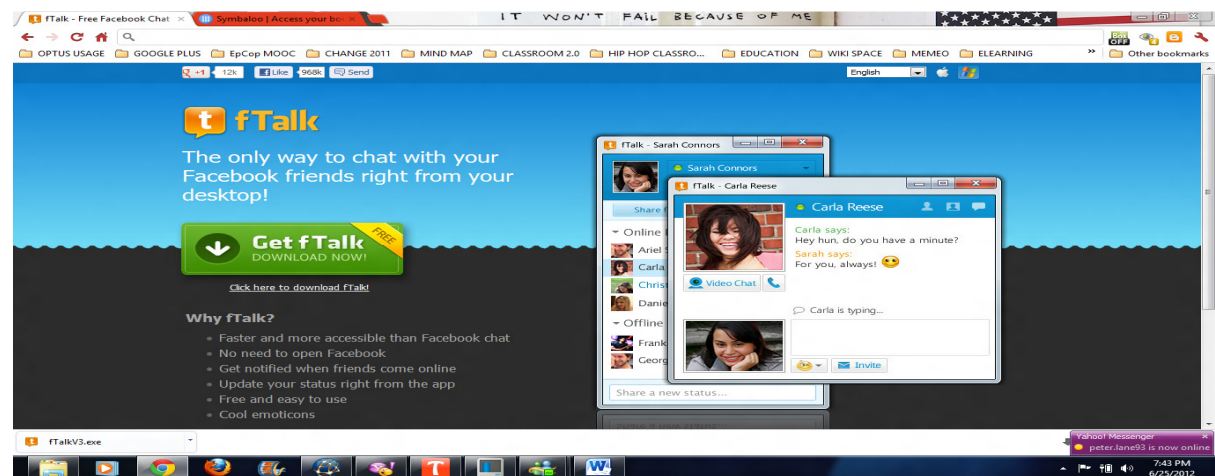 IT WON'T FAIL BECAUSE OF ME
fTalk - Free Facebook Chat
Symbaloo | Access your bo
OPTUS USAGE GOOGLE PLUS EpCop MOOC CHANGE 2011 MIND MAP CLASSROOM 2.0 HIP HOP CLASSRO... EDUCATION WIKI SPACE MEMEO ELEARNING » Other bookmarks
OFF
+1 12k Like 968k Send English
t fTalk
The only way to chat with your
Facebook friends right from your
desktop!
Get fTalk
DOWNLOAD NOW!
FREE
Click here to download fTalk!
Why fTalk?
Faster and more accessible than Facebook chat
No need to open Facebook
Get notified when friends come online
Update your status right from the app
Free and easy to use
Cool emoticons
fTalk - Sarah Connors
Sarah Connors
Share
Online
Ariel
Carla
Christ
Danie
Offline
Frank
Georg
Share a new status...
fTalk - Carla Reese
Carla Reese
Carla says:
Hey hun, do you have a minute?
Sarah says:
For you, always!
Video Chat
Carla is typing...
Invite
fTalkV3.exe
Yahoo! Messenger
peter.lane93 is now online
T W
7:43 PM
6/25/2012